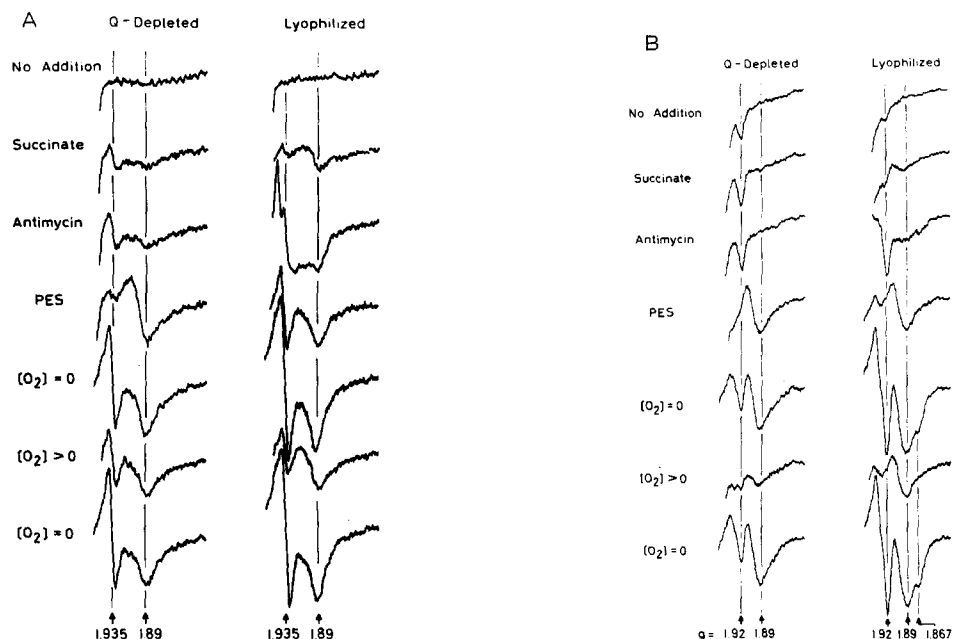 A
Q - Depleted
Lyophilized
No Addition
Succinate
Antimycin
PES
[O₂] = 0
[O₂] > 0
[O₂] = 0
1.935
1.89
1.935
1.89
B
Q - Depleted
Lyophilized
No Addition
Succinate
Antimycin
PES
[O₂] = 0
[O₂] > 0
[O₂] = 0
g = 1.92 1.89
1.92 1.89 1.867